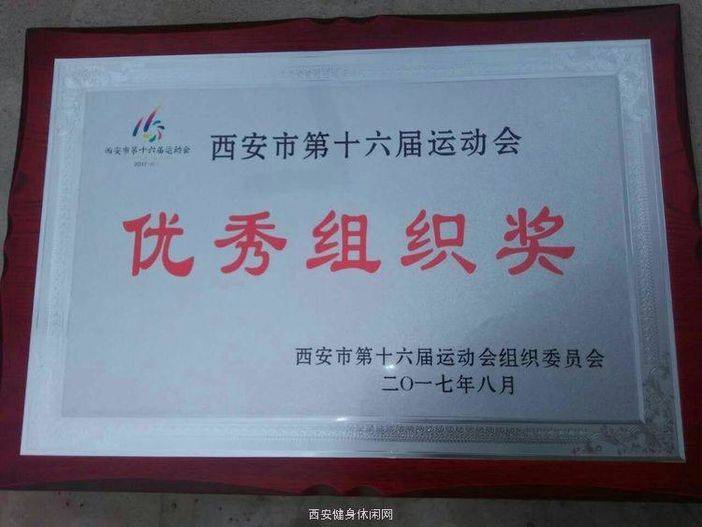 西安市第十六届运动会
2017
西安市第十六届运动会
优秀组织奖
西安市第十六届运动会组织委员会
二〇一七年八月
西安健身休闲网